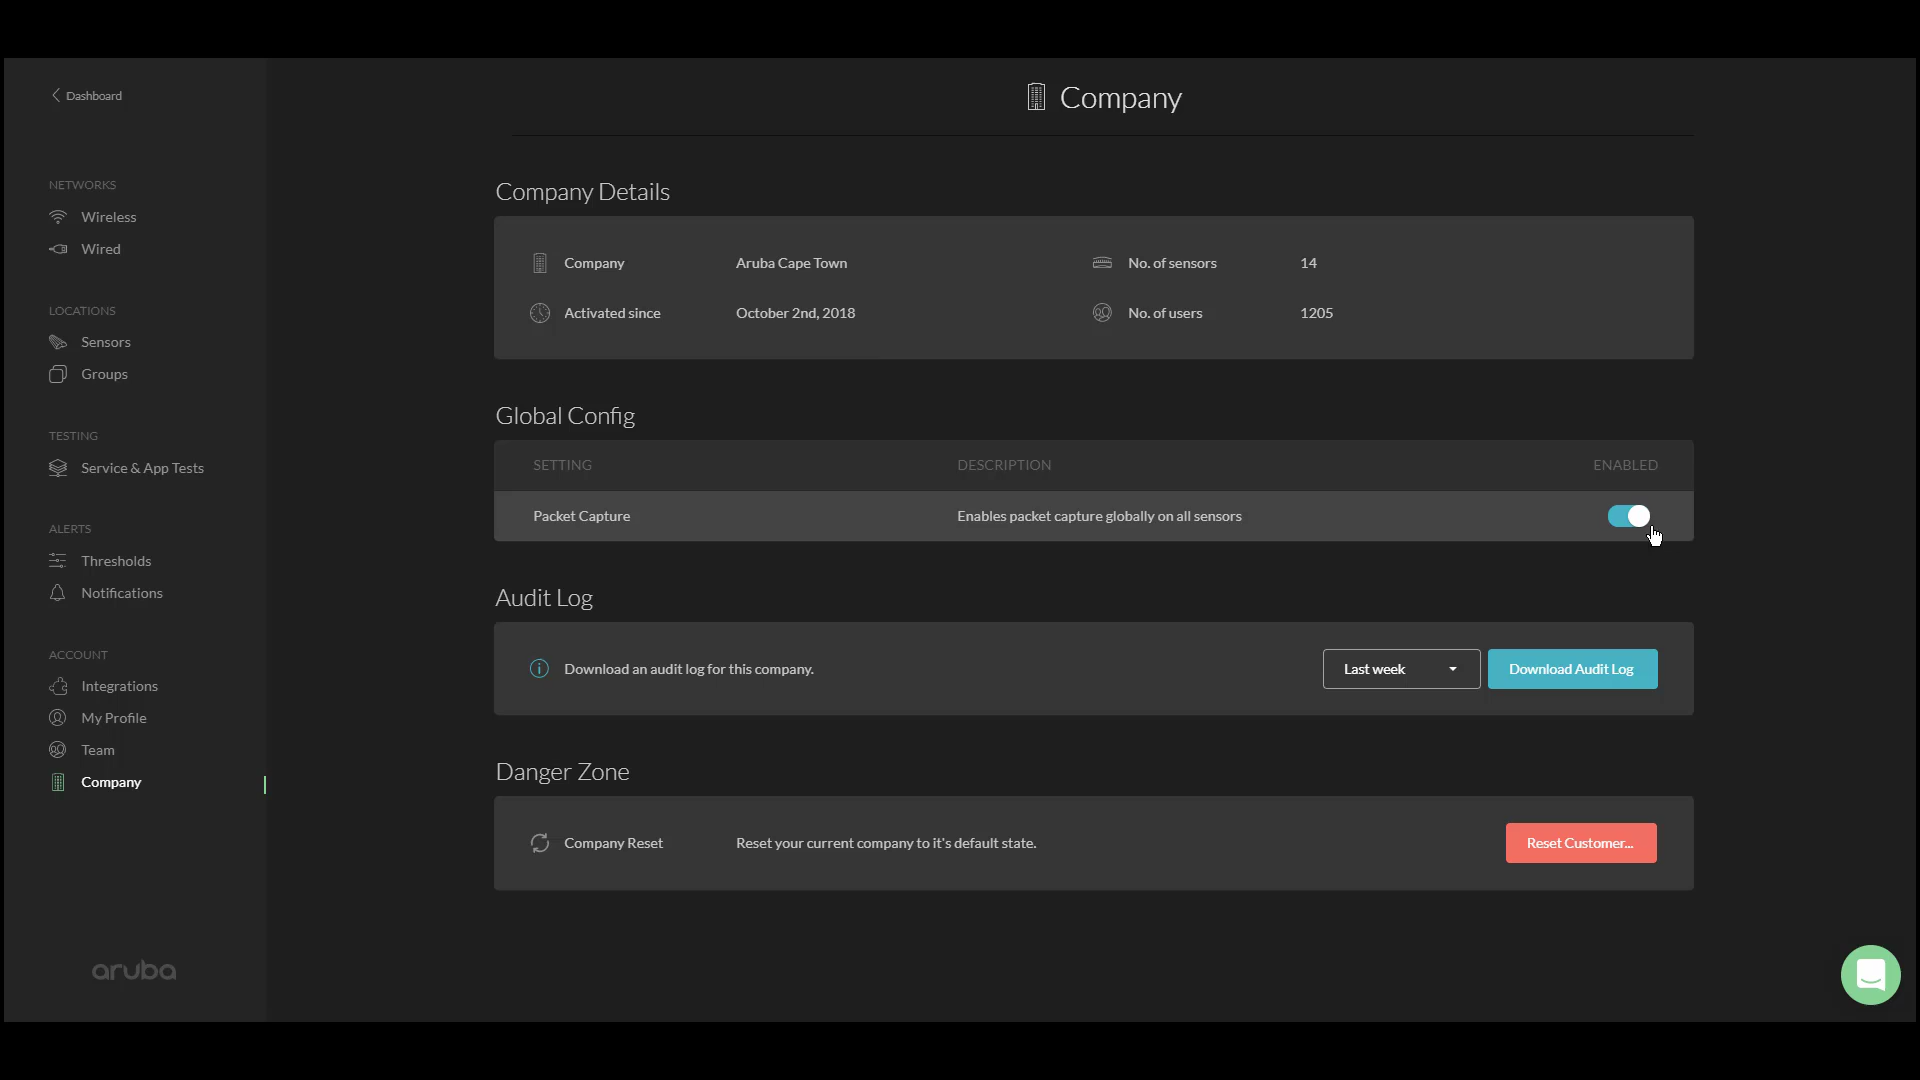 Dashboard
Company
NETWORKS
Wireless
Wired
LOCATIONS
Sensors
Groups
TESTING
Service & App Tests
ALERTS
Thresholds
Notifications
ACCOUNT
Integrations
My Profile
Team
Company
aruba
Company Details
Company Aruba Cape Town No. of sensors 14
Activated since October 2nd, 2018 No. of users 1205
Global Config
SETTING DESCRIPTION ENABLED
Packet Capture Enables packet capture globally on all sensors
Audit Log
Download an audit log for this company. Last week Download Audit Log
Danger Zone
Company Reset Reset your current company to it's default state. Reset Customer...